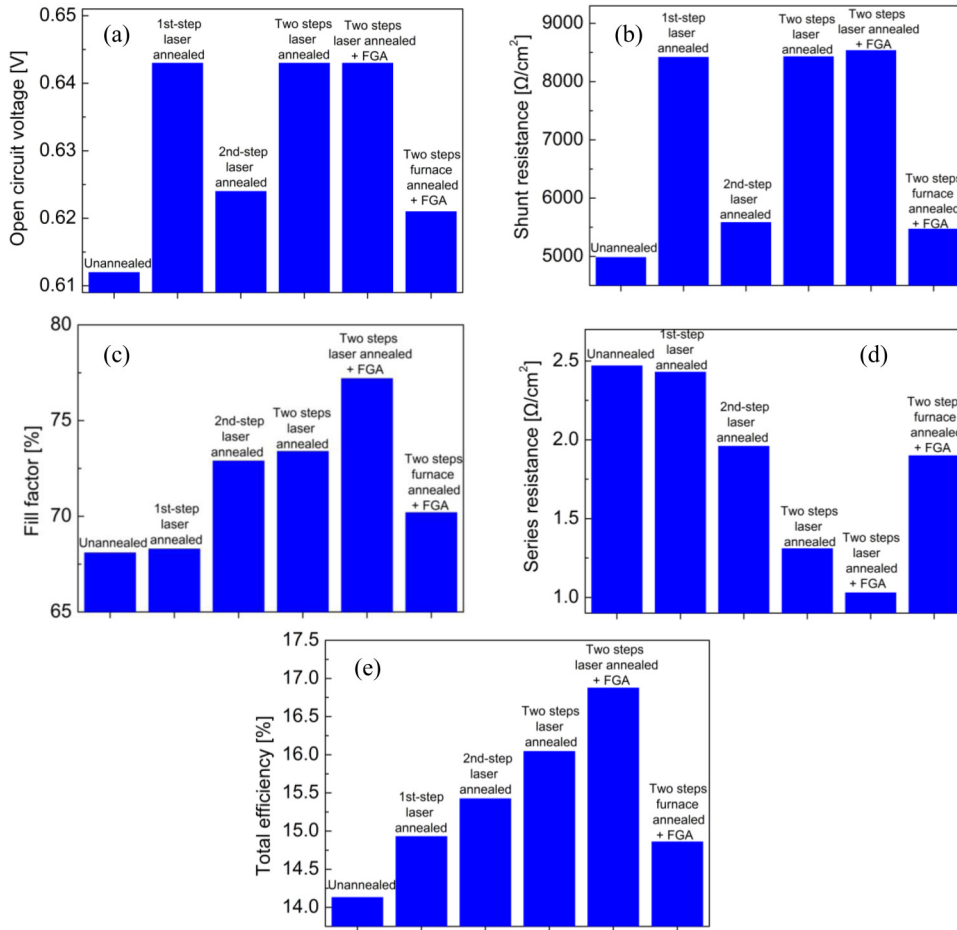 (a)
Open circuit voltage [V]
0.65
0.64
0.63
0.62
0.61
Unannealed
1st-step
laser
annealed
2nd-step
laser
annealed
Two steps
laser
annealed
Two steps
laser annealed
+ FGA
Two steps
furnace
annealed
+ FGA
(b)
Shunt resistance [Ω/cm²]
9000
8000
7000
6000
5000
Unannealed
1st-step
laser
annealed
2nd-step
laser
annealed
Two steps
laser
annealed
Two steps
laser annealed
+ FGA
Two steps
furnace
annealed
+ FGA
(c)
Fill factor [%]
80
75
70
65
Unannealed
1st-step
laser
annealed
2nd-step
laser
annealed
Two steps
laser
annealed
Two steps
laser annealed
+ FGA
Two steps
furnace
annealed
+ FGA
(d)
Series resistance [Ω/cm²]
2.5
2.0
1.5
1.0
Unannealed
1st-step
laser
annealed
2nd-step
laser
annealed
Two steps
laser
annealed
Two steps
laser
annealed
+ FGA
Two step
furnace
annealed
+ FGA
(e)
Total efficiency [%]
17.5
17.0
16.5
16.0
15.5
15.0
14.5
14.0
Unannealed
1st-step
laser
annealed
2nd-step
laser
annealed
Two steps
laser
annealed
Two steps
laser annealed
+ FGA
Two steps
furnace
annealed
+ FGA